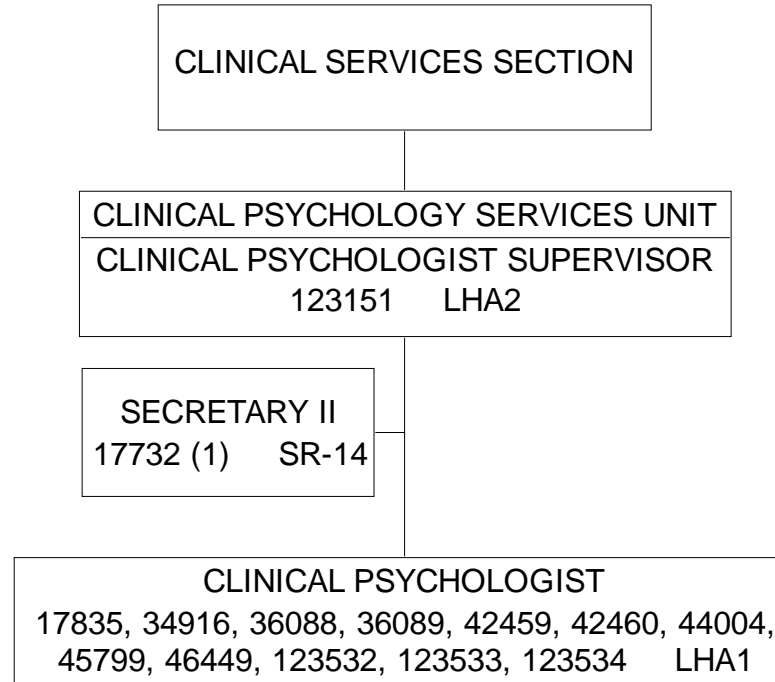 CLINICAL SERVICES SECTION
CLINICAL PSYCHOLOGY SERVICES UNIT
CLINICAL PSYCHOLOGIST SUPERVISOR
123151 LHA2
SECRETARY II
17732 (1) SR-14
CLINICAL PSYCHOLOGIST
17835, 34916, 36088, 36089, 42459, 42460, 44004,
45799, 46449, 123532, 123533, 123534 LHA1